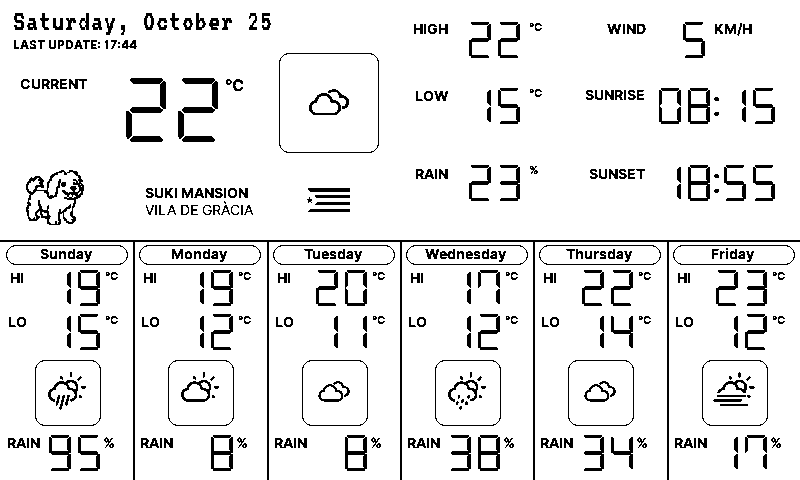 Saturday, October 25
LAST UPDATE: 17:44
CURRENT 22 °C
HIGH 22 °C
LOW 15 °C
RAIN 23 %
WIND 5 KM/H
SUNRISE 08:15
SUNSET 18:55
SUKI MANSION
VILA DE GRÀCIA
Sunday
HI 19 °C
LO 15 °C
RAIN 95 %
Monday
HI 19 °C
LO 12 °C
RAIN 8 %
Tuesday
HI 20 °C
LO 11 °C
RAIN 8 %
Wednesday
HI 17 °C
LO 12 °C
RAIN 38 %
Thursday
HI 22 °C
LO 14 °C
RAIN 34 %
Friday
HI 23 °C
LO 12 °C
RAIN 17 %